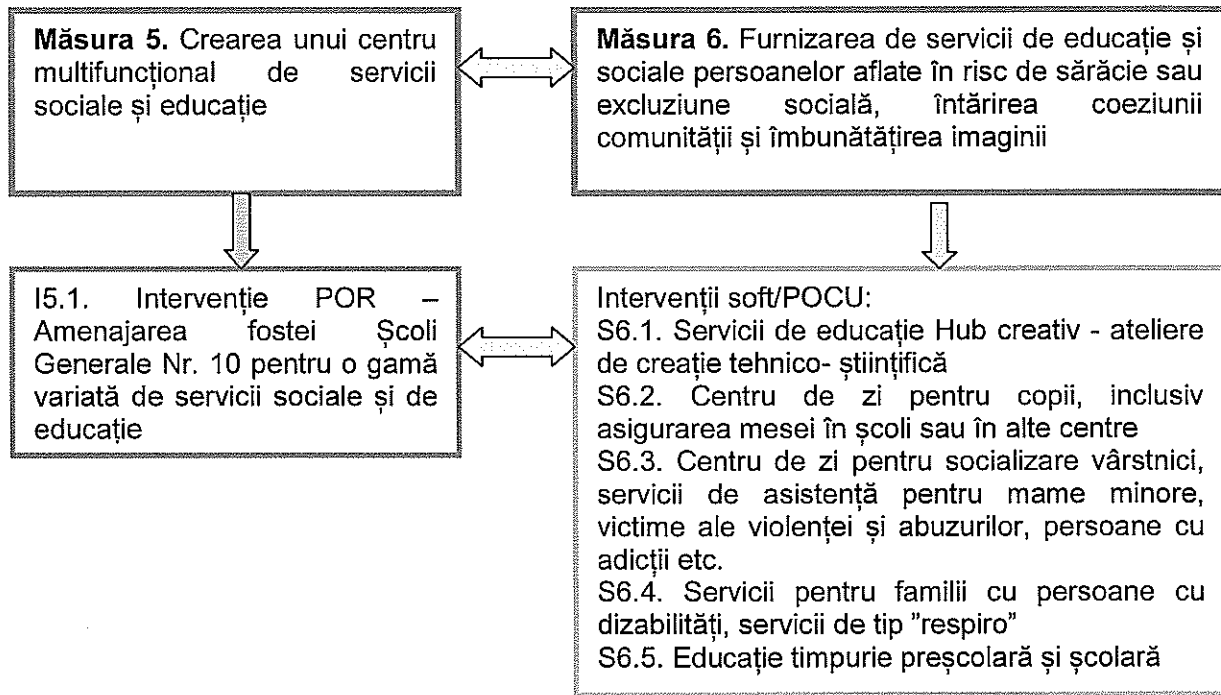 Măsura 5. Crearea unui centru
multifuncțional de servicii
sociale și educație
Măsura 6. Furnizarea de servicii de educație și
sociale persoanelor aflate în risc de sărăcie sau
excluziune socială, întărirea coeziunii
comunității și îmbunătățirea imaginii
I5.1. Intervenție POR –
Amenajarea fostei Școli
Generale Nr. 10 pentru o gamă
variată de servicii sociale și de
educație
Intervenții soft/POCU:
S6.1. Servicii de educație Hub creativ - ateliere
de creație tehnico- științifică
S6.2. Centru de zi pentru copii, inclusiv
asigurarea mesei în școli sau în alte centre
S6.3. Centru de zi pentru socializare vârstnici,
servicii de asistență pentru mame minore,
victime ale violenței și abuzurilor, persoane cu
adicții etc.
S6.4. Servicii pentru familii cu persoane cu
dizabilități, servicii de tip ”respiro”
S6.5. Educație timpurie preșcolară și școlară